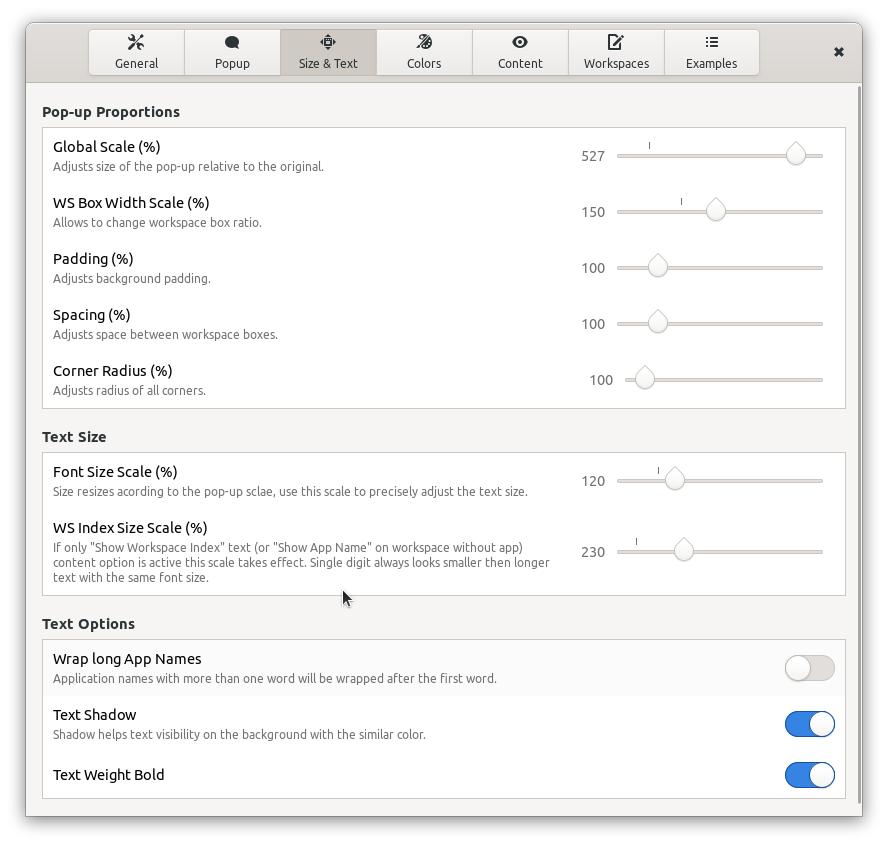 General
Popup
Size & Text
Colors
Content
Workspaces
Examples
Pop-up Proportions
Global Scale (%)
Adjusts size of the pop-up relative to the original.
527
WS Box Width Scale (%)
Allows to change workspace box ratio.
150
Padding (%)
Adjusts background padding.
100
Spacing (%)
Adjusts space between workspace boxes.
100
Corner Radius (%)
Adjusts radius of all corners.
100
Text Size
Font Size Scale (%)
Size resizes acording to the pop-up sclae, use this scale to precisely adjust the text size.
120
WS Index Size Scale (%)
If only "Show Workspace Index" text (or "Show App Name" on workspace without app)
content option is active this scale takes effect. Single digit always looks smaller then longer
text with the same font size.
230
Text Options
Wrap long App Names
Application names with more than one word will be wrapped after the first word.
Text Shadow
Shadow helps text visibility on the background with the similar color.
Text Weight Bold